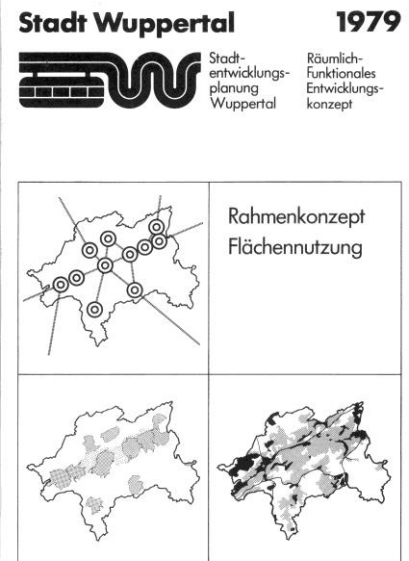 Stadt Wuppertal 1979
Stadt-
entwicklungs-
planung
Wuppertal
Räumlich-
Funktionales
Entwicklungs-
konzept
Rahmenkonzept
Flächennutzung